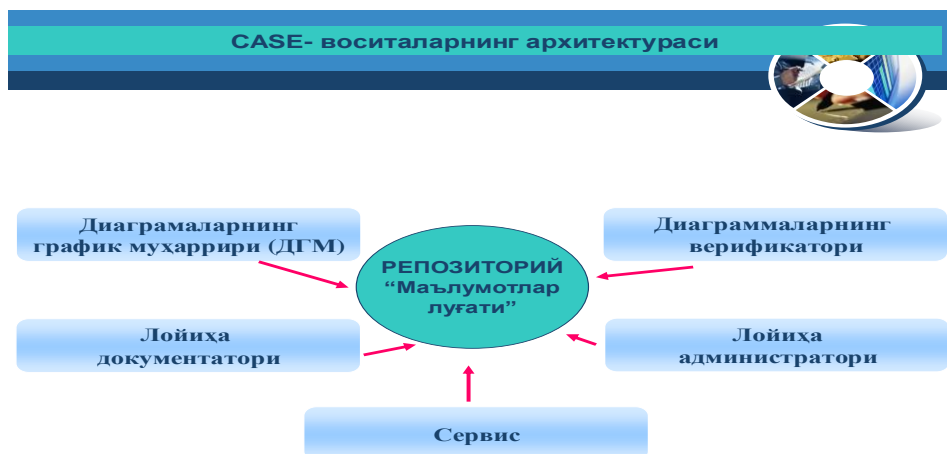 CASE- воситаларнинг архитектураси
Диаграмаларнинг
график муҳаррири (ДГМ)
Диаграммаларнинг
верификатори
РЕПОЗИТОРИЙ
“Маълумотлар
луғати”
Лойиҳа
документатори
Лойиҳа
администратори
Сервис